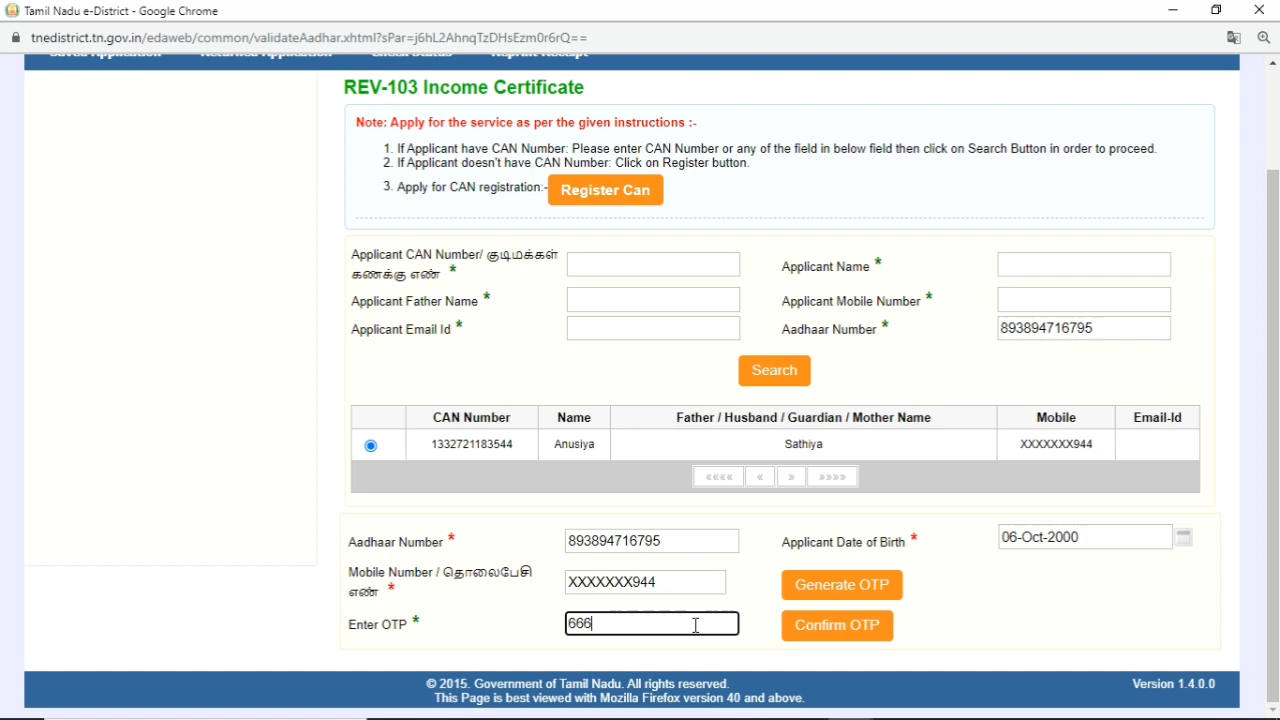 Tamil Nadu e-District - Google Chrome
tnedistrict.tn.gov.in/edaweb/common/validateAadhar.xhtml?sPar=j6hL2AhnqTzDHsEzm0r6rQ==
REV-103 Income Certificate
Note: Apply for the service as per the given instructions :-
1. If Applicant have CAN Number: Please enter CAN Number or any of the field in below field then click on Search Button in order to proceed.
2. If Applicant doesn't have CAN Number: Click on Register button.
3. Apply for CAN registration:- Register Can
Applicant CAN Number/ குடிமக்கள்
கணக்கு எண் *
Applicant Name *
Applicant Father Name * Applicant Mobile Number *
Applicant Email Id * Aadhaar Number * 893894716795
Search
CAN Number Name Father / Husband / Guardian / Mother Name Mobile Email-Id
1332721183544 Anusiya Sathiya XXXXXXX944
«««« « » »»»»
Aadhaar Number * 893894716795 Applicant Date of Birth * 06-Oct-2000
Mobile Number / தொலைபேசி
எண் * XXXXXXX944 Generate OTP
Enter OTP * 666 Confirm OTP
© 2015. Government of Tamil Nadu. All rights reserved. Version 1.4.0.0
This Page is best viewed with Mozilla Firefox version 40 and above.